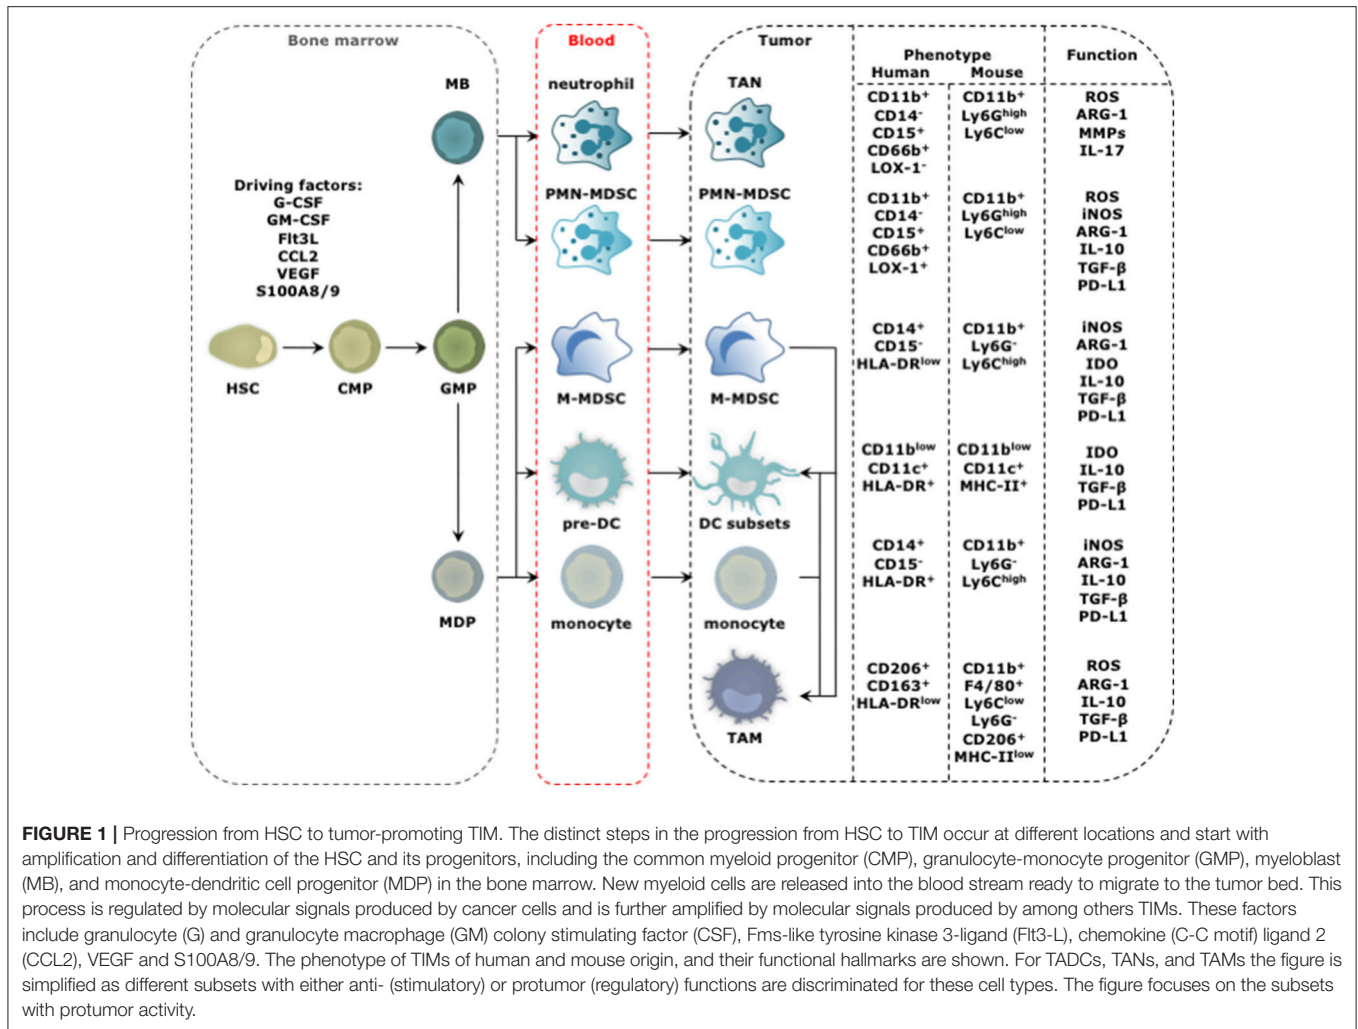 Bone marrow
Blood
Tumor
Phenotype
Function
Human
Mouse
MB
neutrophil
TAN
CD11b⁺
CD14⁻
CD15⁺
CD66b⁺
LOX-1⁻
CD11b⁺
Ly6Gʰⁱᵍʰ
Ly6Cˡᵒʷ
ROS
ARG-1
MMPs
IL-17
Driving factors:
G-CSF
GM-CSF
Flt3L
CCL2
VEGF
S100A8/9
PMN-MDSC
PMN-MDSC
CD11b⁺
CD14⁻
CD15⁺
CD66b⁺
LOX-1⁺
CD11b⁺
Ly6Gʰⁱᵍʰ
Ly6Cˡᵒʷ
ROS
iNOS
ARG-1
IL-10
TGF-β
PD-L1
HSC
CMP
GMP
M-MDSC
M-MDSC
CD14⁺
CD15⁻
HLA-DRˡᵒʷ
CD11b⁺
Ly6G⁻
Ly6Cʰⁱᵍʰ
iNOS
ARG-1
IDO
IL-10
TGF-β
PD-L1
pre-DC
DC subsets
CD11bˡᵒʷ
CD11c⁺
HLA-DR⁺
CD11bˡᵒʷ
CD11c⁺
MHC-II⁺
IDO
IL-10
TGF-β
PD-L1
MDP
monocyte
monocyte
CD14⁺
CD15⁻
HLA-DR⁺
CD11b⁺
Ly6G⁻
Ly6Cʰⁱᵍʰ
iNOS
ARG-1
IL-10
TGF-β
PD-L1
TAM
CD206⁺
CD163⁺
HLA-DRˡᵒʷ
CD11b⁺
F4/80⁺
Ly6Cˡᵒʷ
Ly6G⁻
CD206⁺
MHC-IIˡᵒʷ
ROS
ARG-1
IL-10
TGF-β
PD-L1
FIGURE 1 | Progression from HSC to tumor-promoting TIM. The distinct steps in the progression from HSC to TIM occur at different locations and start with
amplification and differentiation of the HSC and its progenitors, including the common myeloid progenitor (CMP), granulocyte-monocyte progenitor (GMP), myeloblast
(MB), and monocyte-dendritic cell progenitor (MDP) in the bone marrow. New myeloid cells are released into the blood stream ready to migrate to the tumor bed. This
process is regulated by molecular signals produced by cancer cells and is further amplified by molecular signals produced by among others TIMs. These factors
include granulocyte (G) and granulocyte macrophage (GM) colony stimulating factor (CSF), Fms-like tyrosine kinase 3-ligand (Flt3-L), chemokine (C-C motif) ligand 2
(CCL2), VEGF and S100A8/9. The phenotype of TIMs of human and mouse origin, and their functional hallmarks are shown. For TADCs, TANs, and TAMs the figure is
simplified as different subsets with either anti- (stimulatory) or protumor (regulatory) functions are discriminated for these cell types. The figure focuses on the subsets
with protumor activity.